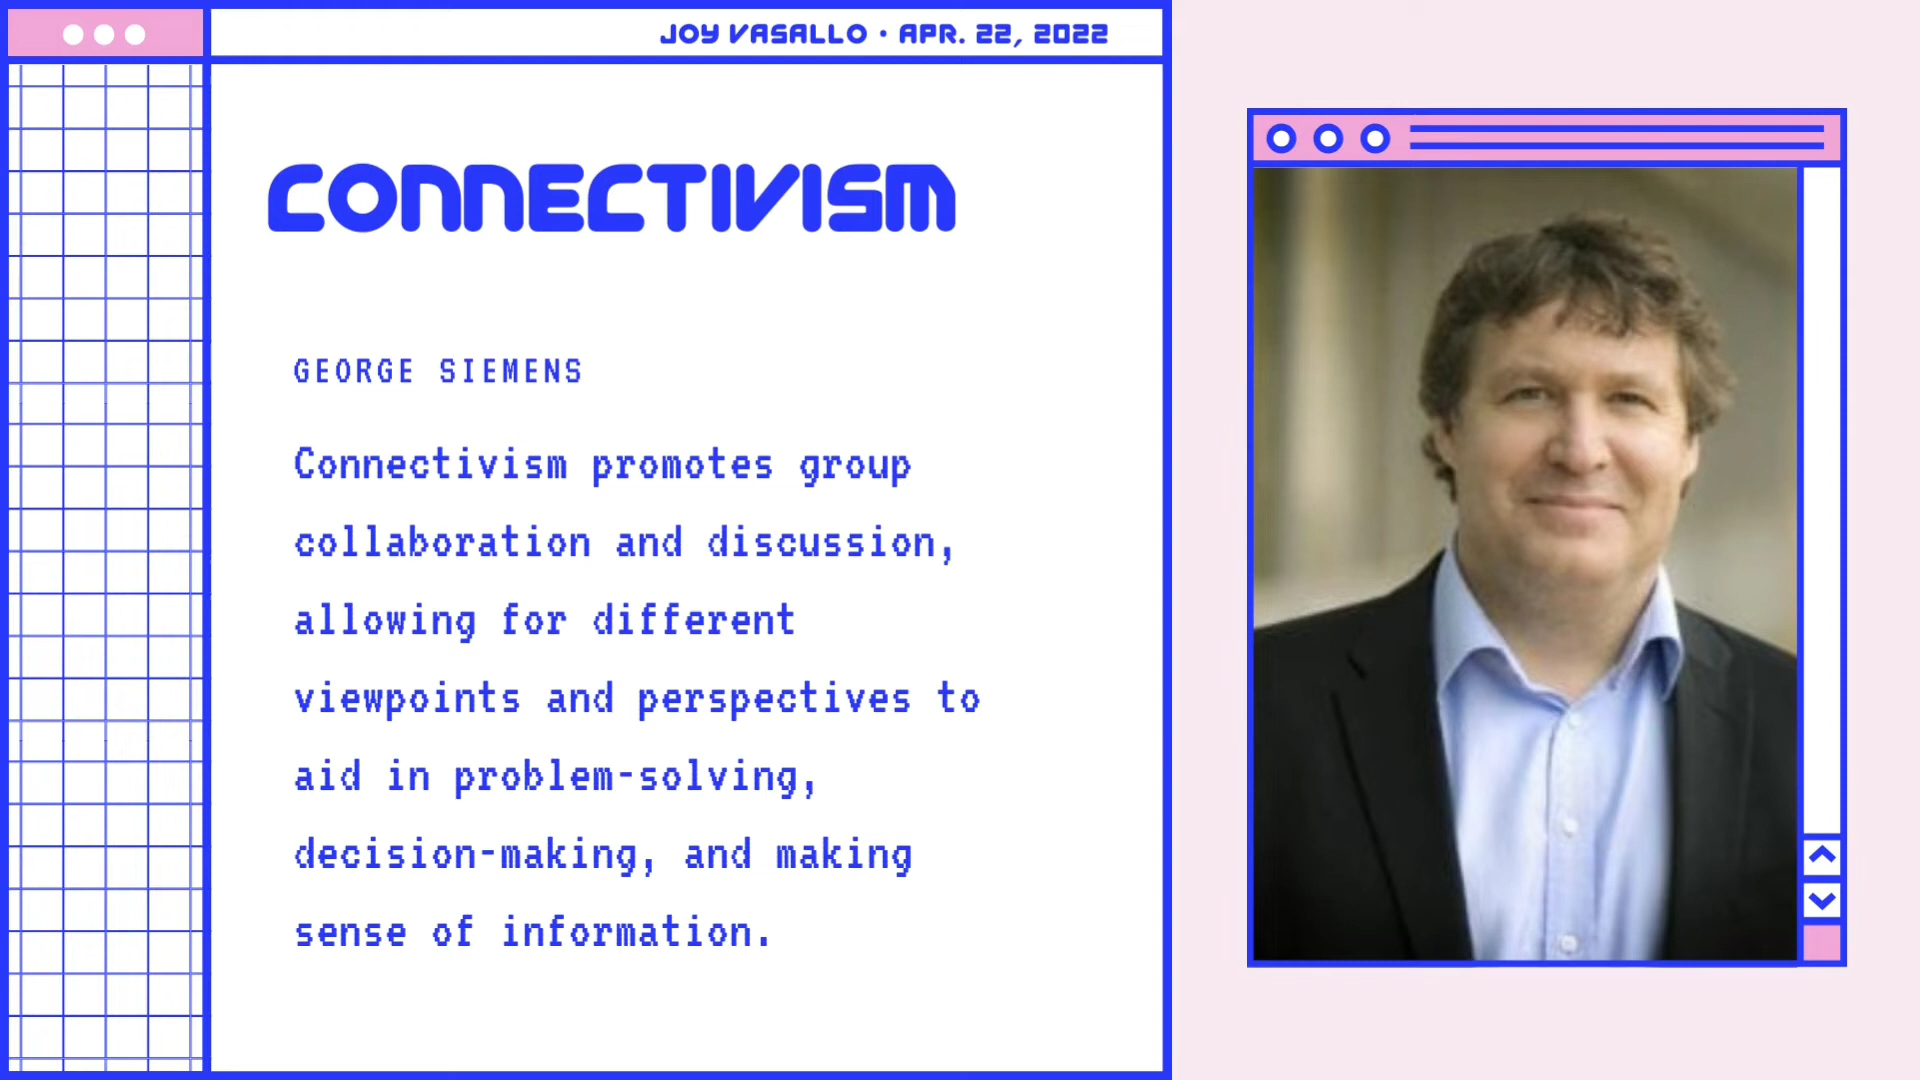 JOY VASALLO · APR. 22, 2022
CONNECTIVISM
GEORGE SIEMENS
Connectivism promotes group
collaboration and discussion,
allowing for different
viewpoints and perspectives to
aid in problem-solving,
decision-making, and making
sense of information.